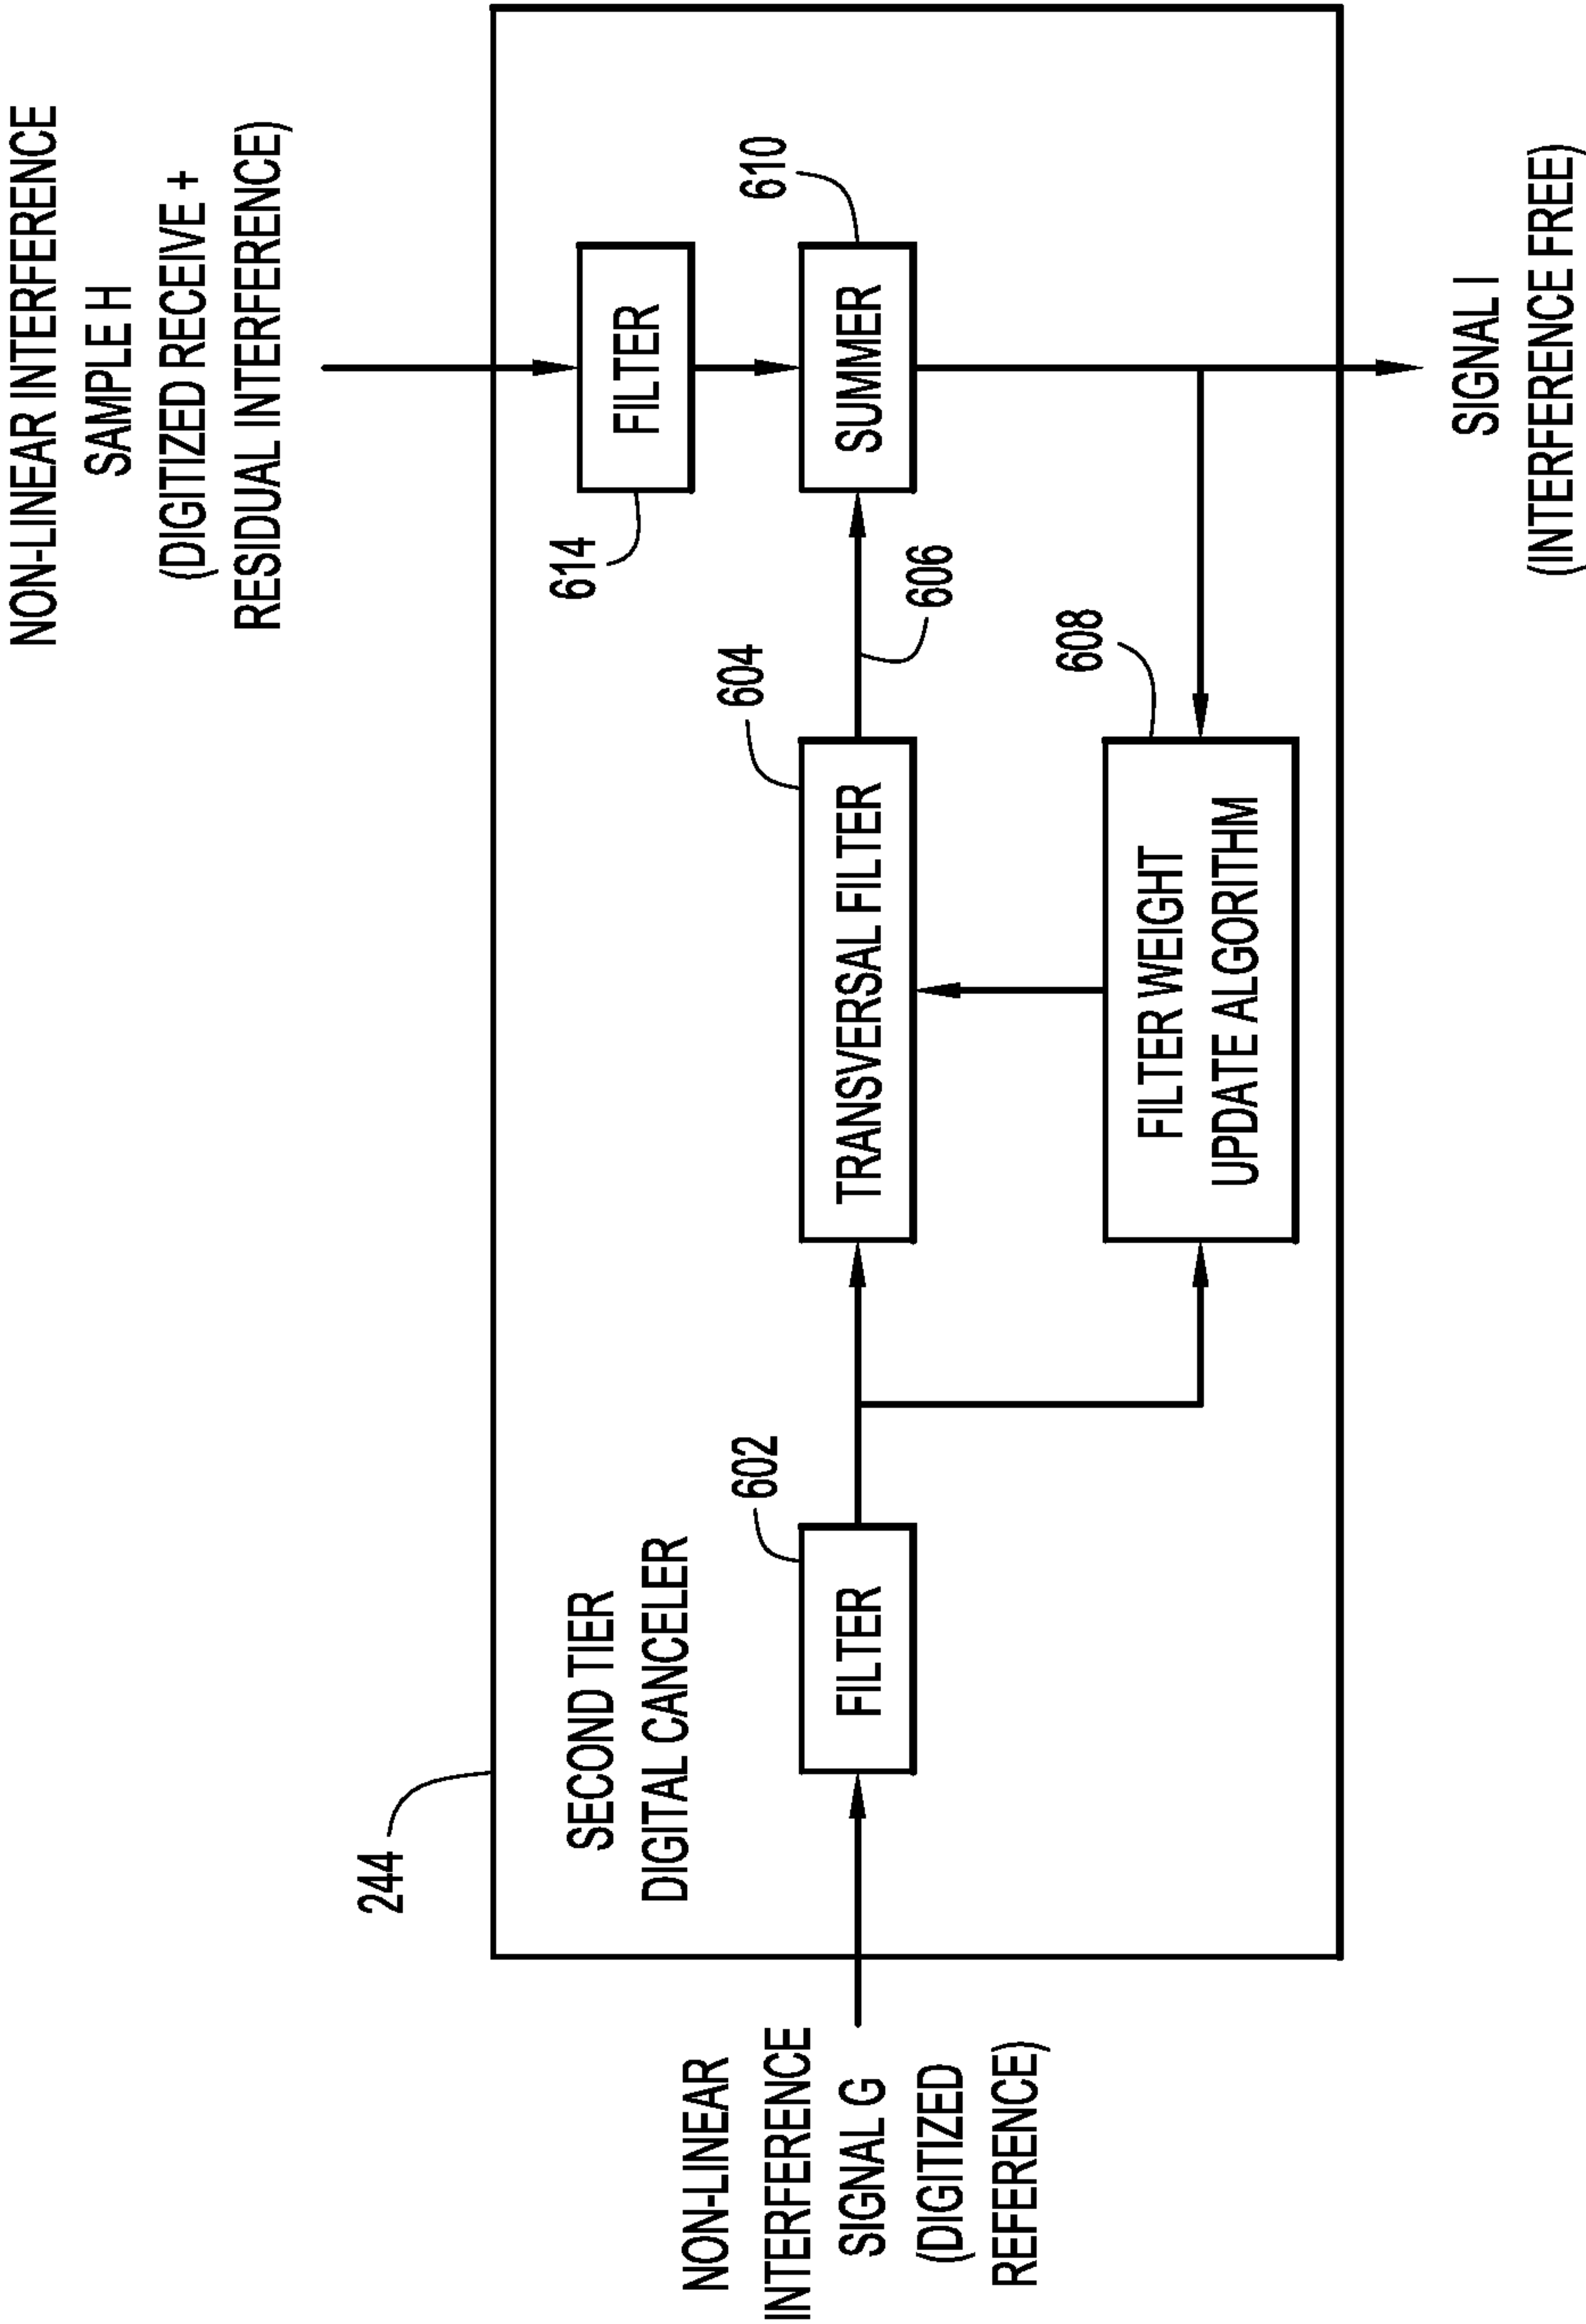 NON-LINEAR INTERFERENCE
SAMPLE H
(DIGITIZED RECEIVE +
RESIDUAL INTERFERENCE)
244
SECOND TIER
DIGITAL CANCELER
614
FILTER
NON-LINEAR
INTERFERENCE
SIGNAL G
(DIGITIZED
REFERENCE)
602
FILTER
604
TRANSVERSAL FILTER
606
610
SUMMER
608
FILTER WEIGHT
UPDATE ALGORITHM
SIGNAL I
(INTERFERENCE FREE)